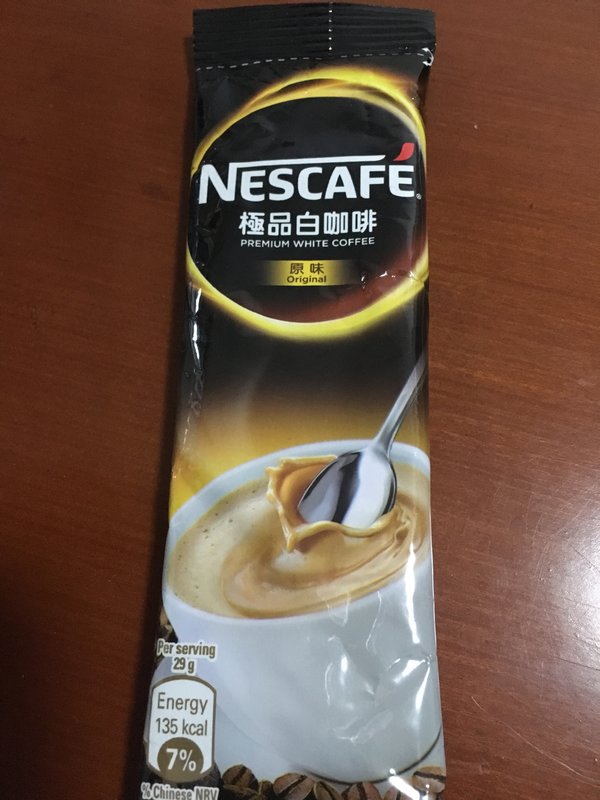 NESCAFÉ®
極品白咖啡
PREMIUM WHITE COFFEE
原味
Original
Per serving
29 g
Energy
135 kcal
7%
% Chinese NRV